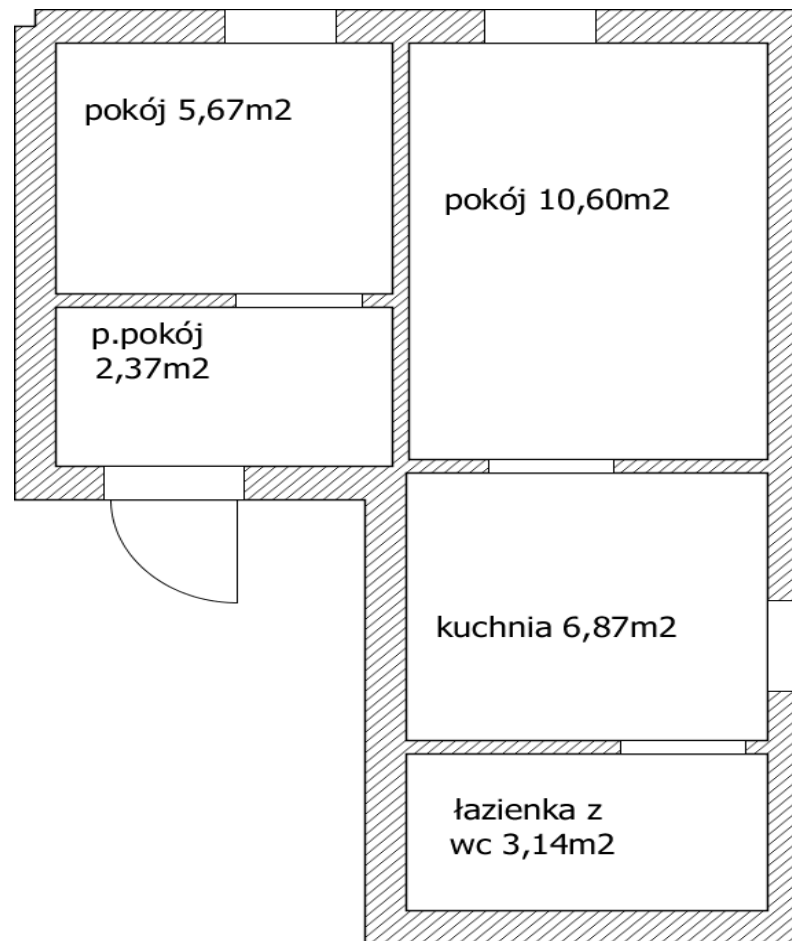 pokój 5,67m2
pokój 10,60m2
p.pokój
2,37m2
kuchnia 6,87m2
łazienka z
wc 3,14m2